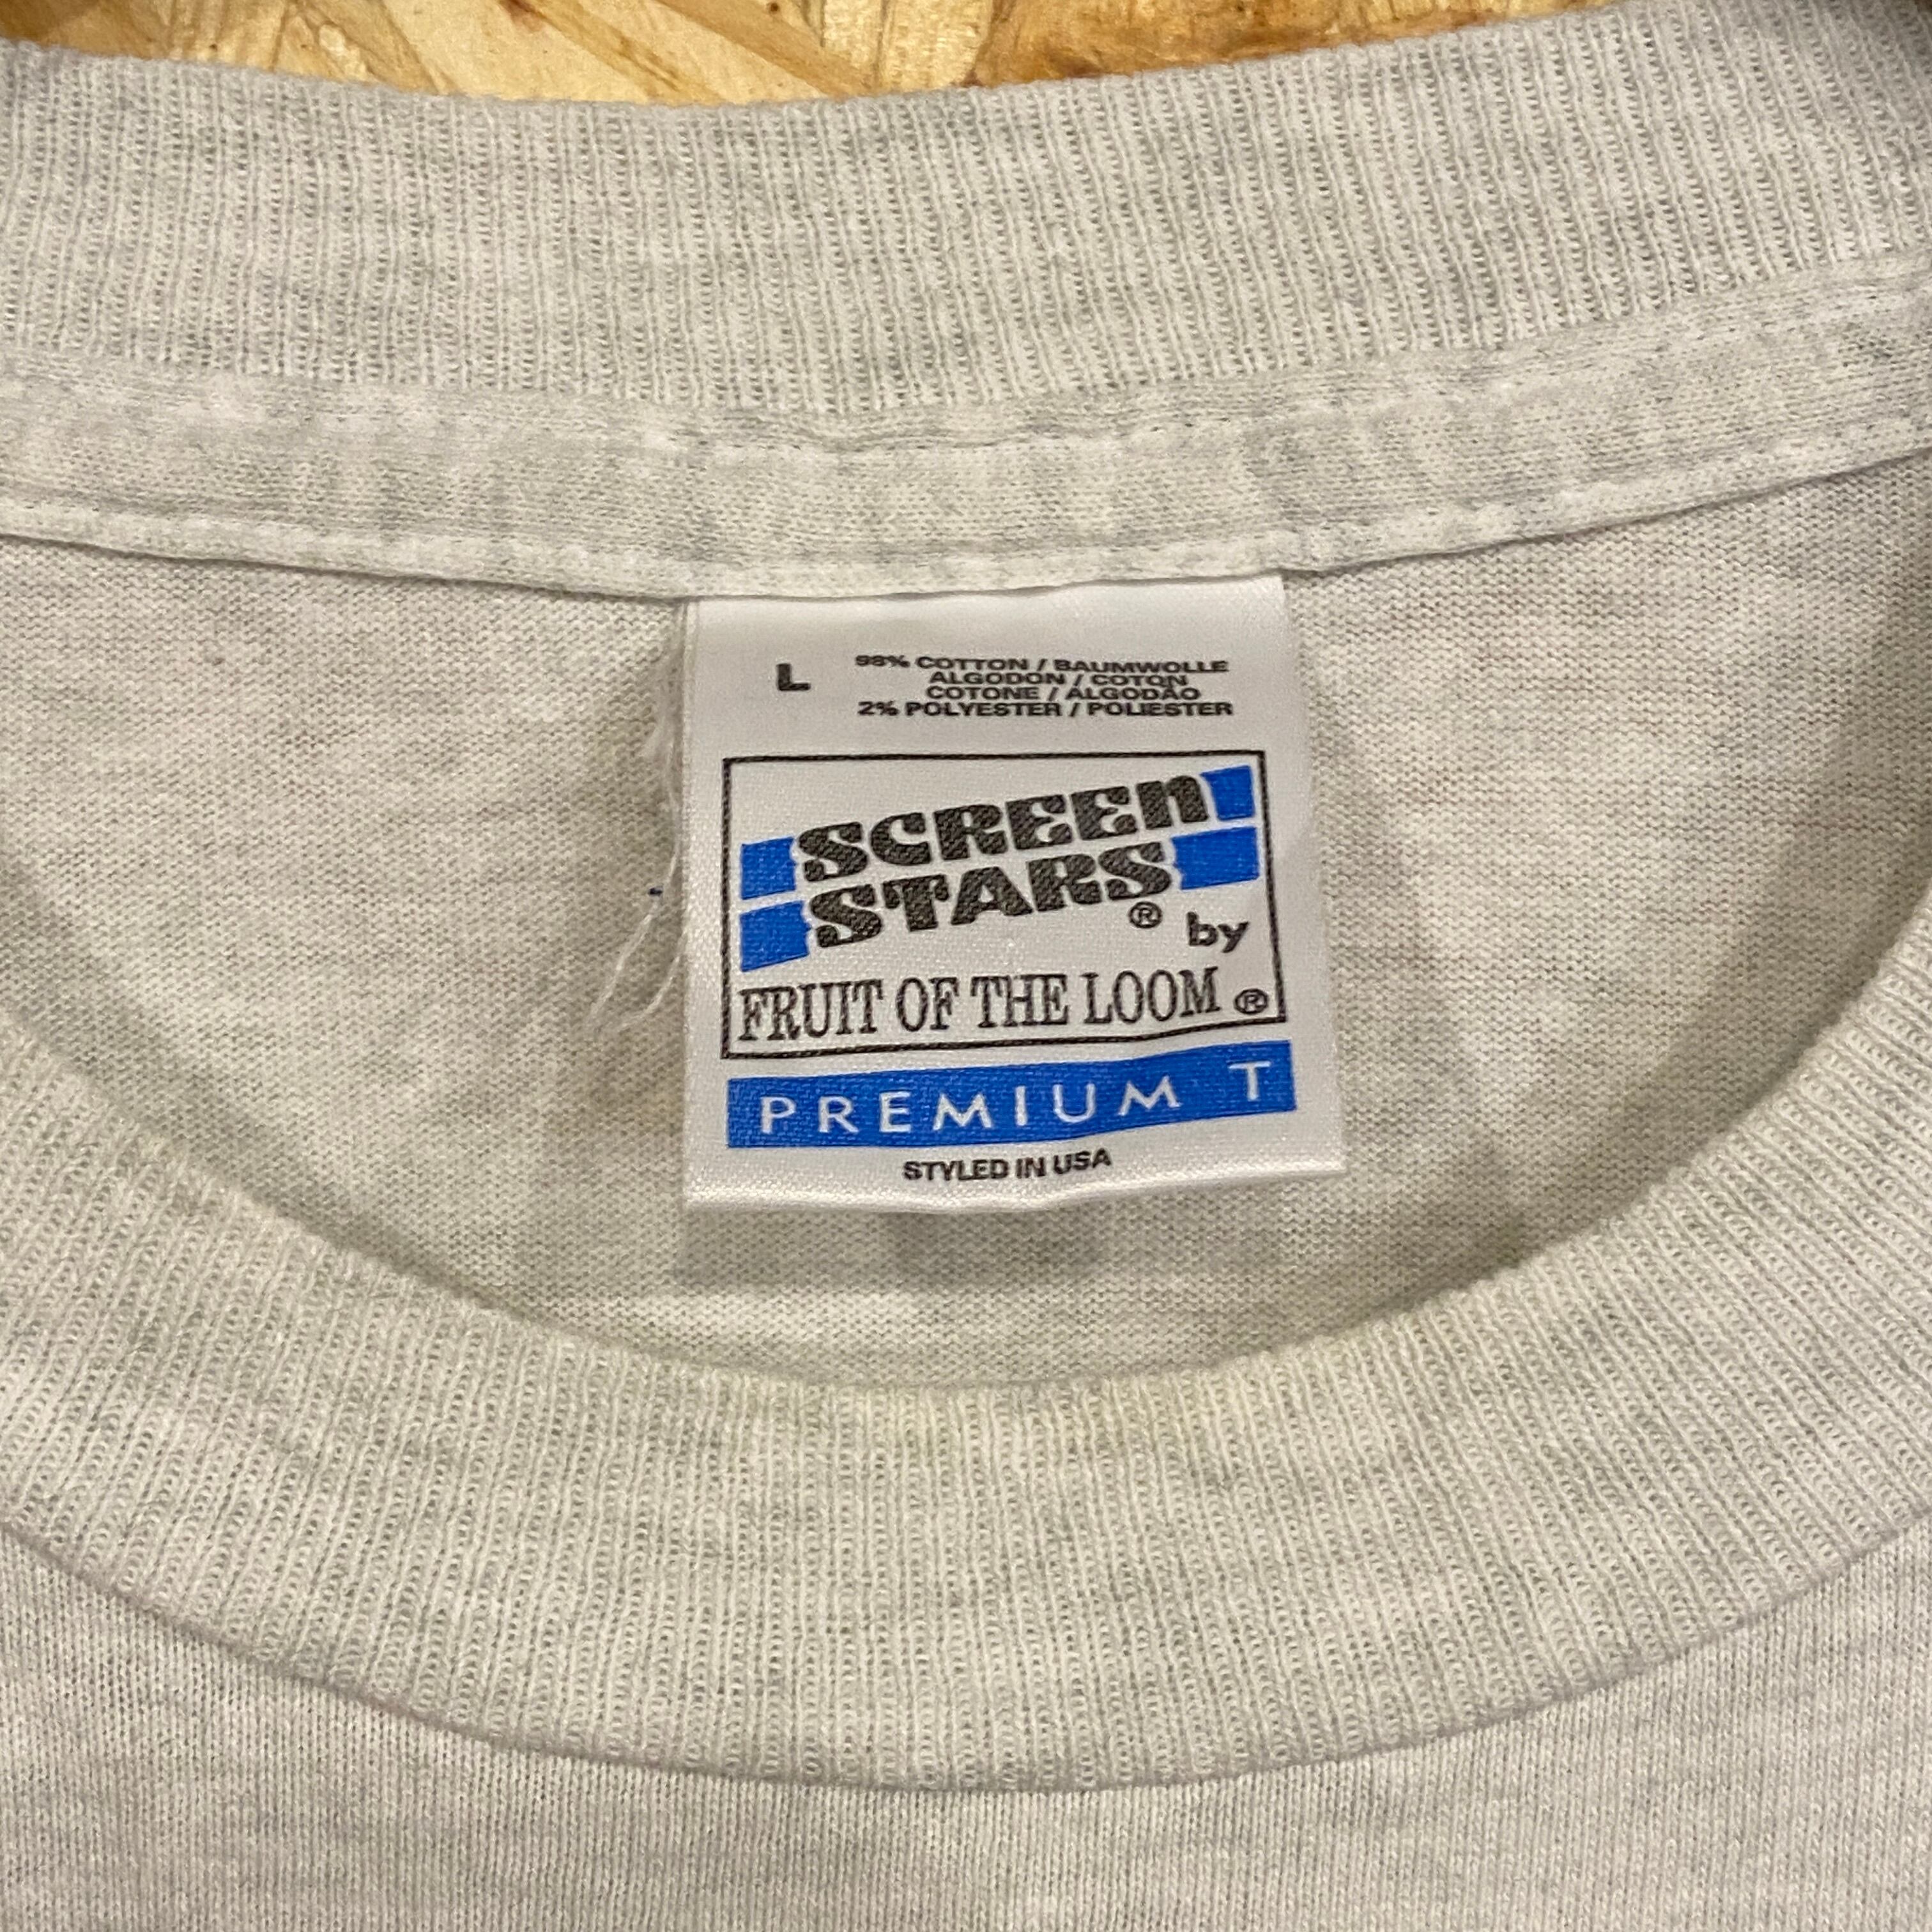 L
98% COTTON / BAUMWOLLE
ALGODON / COTON
COTONE / ALGODÃO
2% POLYESTER / POLIESTER
SCREEN
STARS® by
FRUIT OF THE LOOM®
PREMIUM T
STYLED IN USA